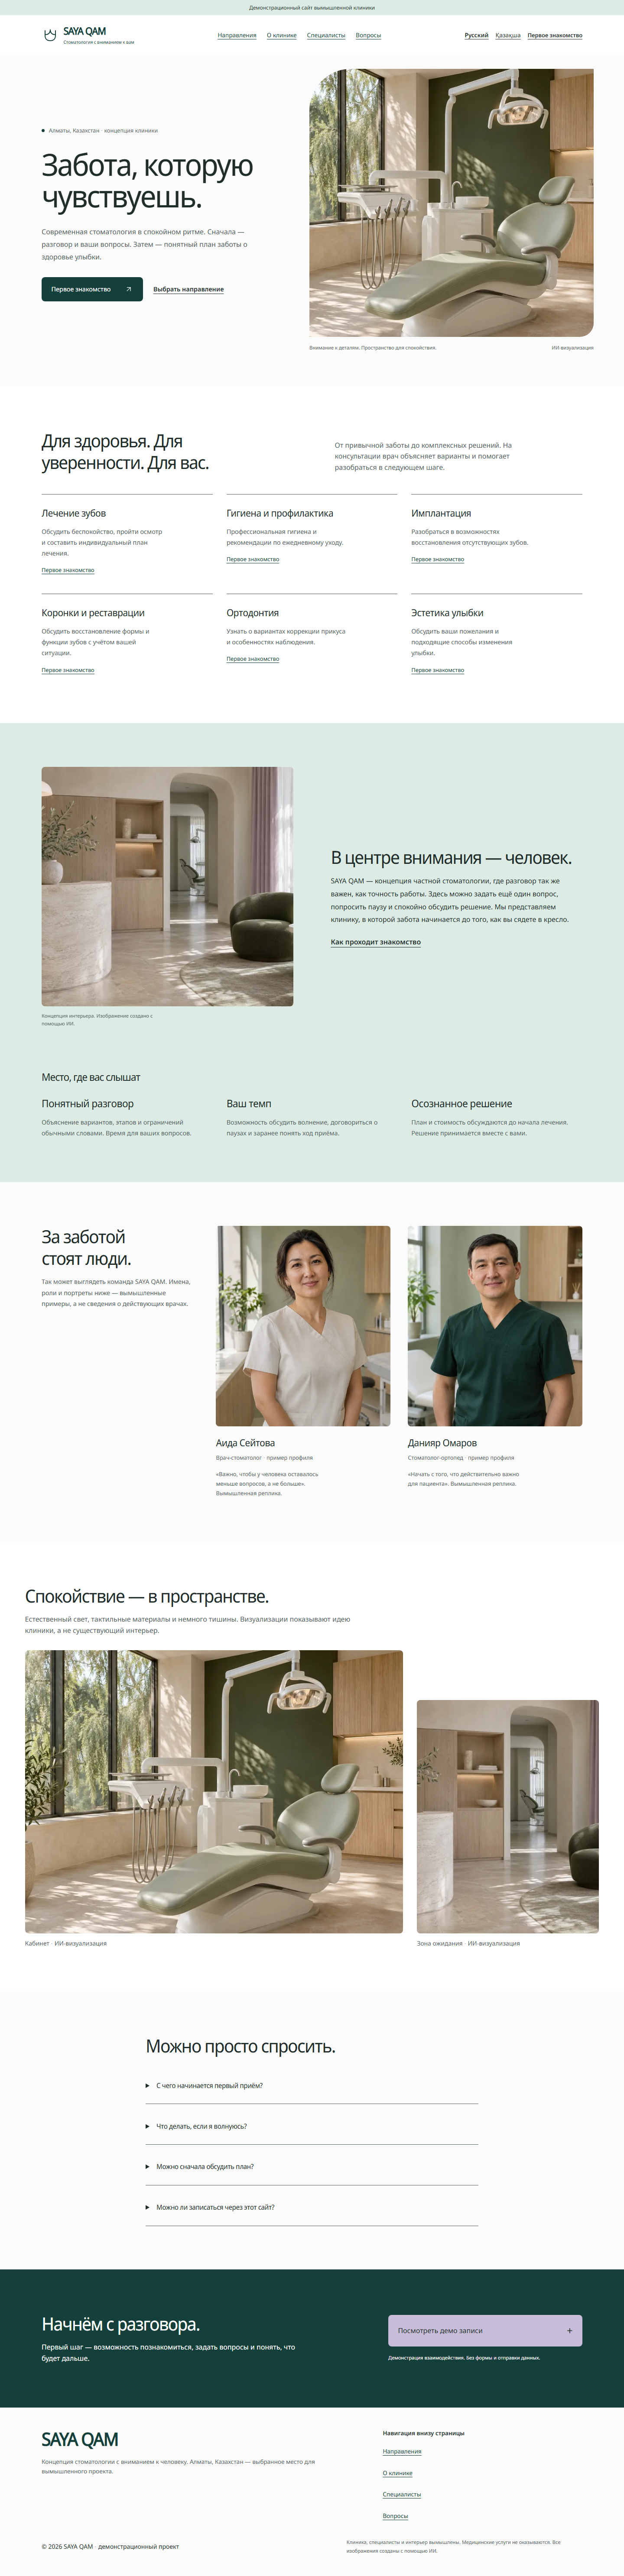 Демонстрационный сайт вымышленной клиники
SAYA QAM
Стоматология с вниманием к вам
Направления О клинике Специалисты Вопросы
Русский Қазақша Первое знакомство
Алматы, Казахстан · концепция клиники
Забота, которую
чувствуешь.
Современная стоматология в спокойном ритме. Сначала —
разговор и ваши вопросы. Затем — понятный план заботы о
здоровье улыбки.
Первое знакомство
Выбрать направление
Внимание к деталям. Пространство для спокойствия.
ИИ-визуализация
Для здоровья. Для
уверенности. Для вас.
От привычной заботы до комплексных решений. На
консультации врач объясняет варианты и помогает
разобраться в следующем шаге.
Лечение зубов
Обсудить беспокойство, пройти осмотр
и составить индивидуальный план
лечения.
Первое знакомство
Гигиена и профилактика
Профессиональная гигиена и
рекомендации по ежедневному уходу.
Первое знакомство
Имплантация
Разобраться в возможностях
восстановления отсутствующих зубов.
Первое знакомство
Коронки и реставрации
Обсудить восстановление формы и
функции зубов с учётом вашей
ситуации.
Первое знакомство
Ортодонтия
Узнать о вариантах коррекции прикуса
и особенностях наблюдения.
Первое знакомство
Эстетика улыбки
Обсудить ваши пожелания и
подходящие способы изменения
улыбки.
Первое знакомство
В центре внимания — человек.
SAYA QAM — концепция частной стоматологии, где разговор так же
важен, как точность работы. Здесь можно задать ещё один вопрос,
попросить паузу и спокойно обсудить решение. Мы представляем
клинику, в которой забота начинается до того, как вы сядете в кресло.
Как проходит знакомство
Концепция интерьера. Изображение создано с
помощью ИИ.
Место, где вас слышат
Понятный разговор
Объяснение вариантов, этапов и ограничений
обычными словами. Время для ваших вопросов.
Ваш темп
Возможность обсудить волнение, договориться о
паузах и заранее понять ход приёма.
Осознанное решение
План и стоимость обсуждаются до начала лечения.
Решение принимается вместе с вами.
За заботой
стоят люди.
Так может выглядеть команда SAYA QAM. Имена,
роли и портреты ниже — вымышленные
примеры, а не сведения о действующих врачах.
Аида Сейтова
Врач-стоматолог · пример профиля
«Важно, чтобы у человека оставалось
меньше вопросов, а не больше».
Вымышленная реплика.
Данияр Омаров
Стоматолог-ортопед · пример профиля
«Начать с того, что действительно важно
для пациента». Вымышленная реплика.
Спокойствие — в пространстве.
Естественный свет, тактильные материалы и немного тишины. Визуализации показывают идею
клиники, а не существующий интерьер.
Кабинет · ИИ-визуализация
Зона ожидания · ИИ-визуализация
Можно просто спросить.
С чего начинается первый приём?
Что делать, если я волнуюсь?
Можно сначала обсудить план?
Можно ли записаться через этот сайт?
Начнём с разговора.
Первый шаг — возможность познакомиться, задать вопросы и понять, что
будет дальше.
Посмотреть демо записи +
Демонстрация взаимодействия. Без формы и отправки данных.
SAYA QAM
Концепция стоматологии с вниманием к человеку. Алматы, Казахстан — выбранное место для
вымышленного проекта.
Навигация внизу страницы
Направления
О клинике
Специалисты
Вопросы
© 2026 SAYA QAM · демонстрационный проект
Клиника, специалисты и интерьер вымышлены. Медицинские услуги не оказываются. Все
изображения созданы с помощью ИИ.